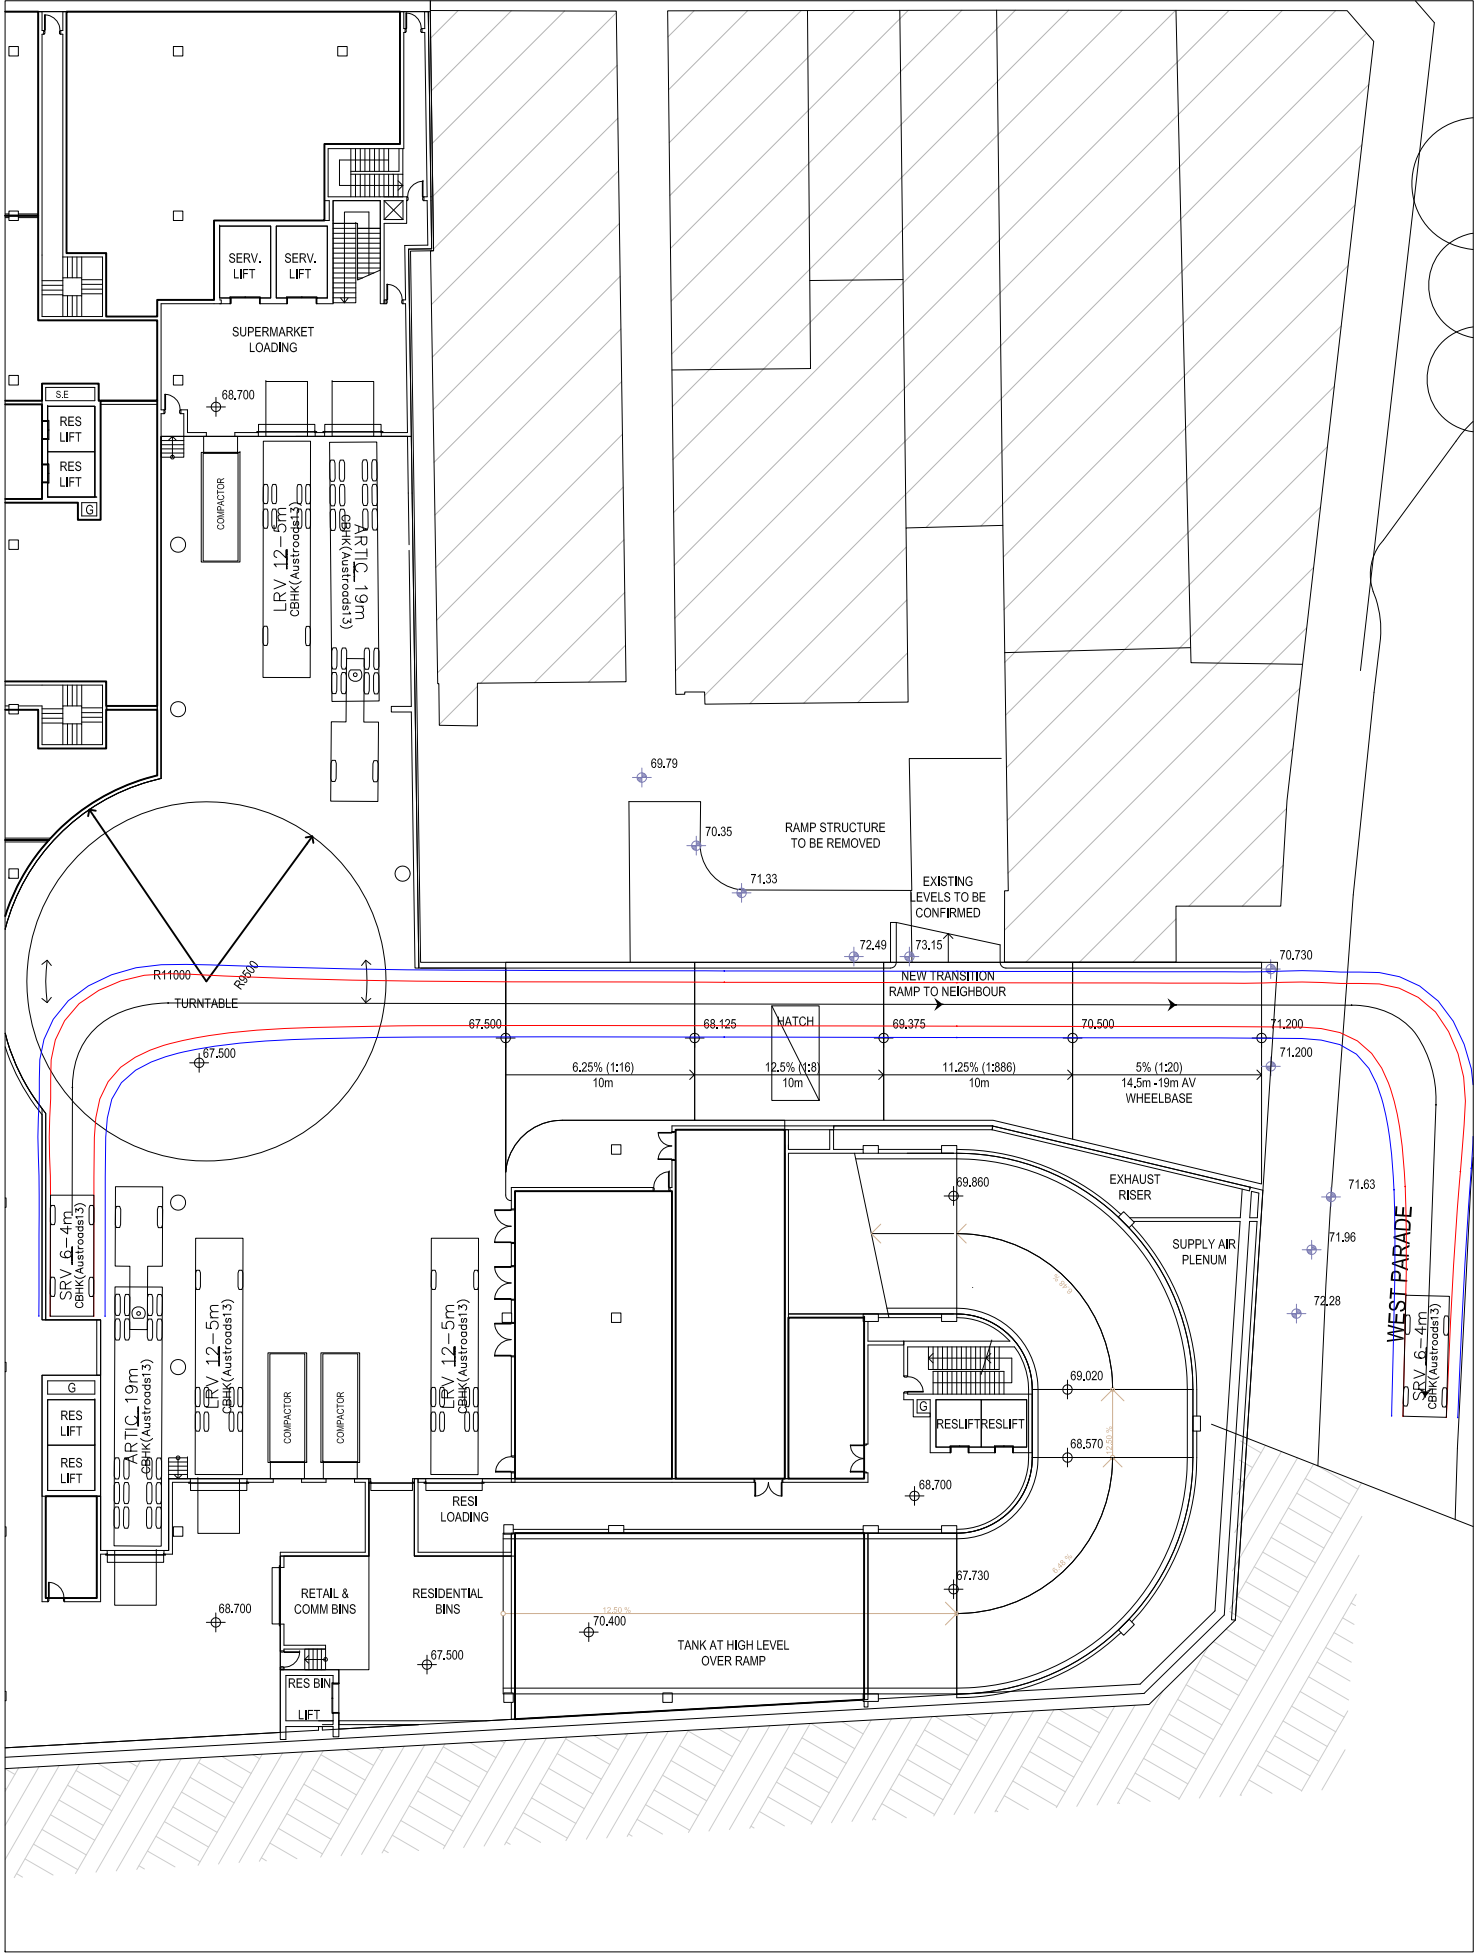 SERV.
LIFT
SERV.
LIFT
SUPERMARKET
LOADING
68.700
S.E
RES
LIFT
RES
LIFT
G
COMPACTOR
LRV 12-5m
CBHK(Austroads13)
ARTIC 19m
CBHK(Austroads13)
69.79
70.35
71.33
RAMP STRUCTURE
TO BE REMOVED
EXISTING
LEVELS TO BE
CONFIRMED
72.49
73.15
70.730
NEW TRANSITION
RAMP TO NEIGHBOUR
R11000
R9500
TURNTABLE
67.500
67.500
68.125
HATCH
69.375
70.500
71.200
71.200
6.25% (1:16)
10m
12.5% (1:8)
10m
11.25% (1:886)
10m
5% (1:20)
14.5m -19m AV
WHEELBASE
69.860
EXHAUST
RISER
71.63
SUPPLY AIR
PLENUM
71.96
WEST PARADE
72.28
SRV 6-4m
CBHK(Austroads13)
SRV 6-4m
CBHK(Austroads13)
ARTIC 19m
CBHK(Austroads13)
LRV 12-5m
CBHK(Austroads13)
LRV 12-5m
CBHK(Austroads13)
COMPACTOR
COMPACTOR
G
RES
LIFT
RES
LIFT
69.020
G
RESLIFT
RESLIFT
68.570
12.50 %
68.700
RESI
LOADING
67.730
RETAIL &
COMM BINS
RESIDENTIAL
BINS
68.700
12.50 %
70.400
TANK AT HIGH LEVEL
OVER RAMP
67.500
RES BIN
LIFT